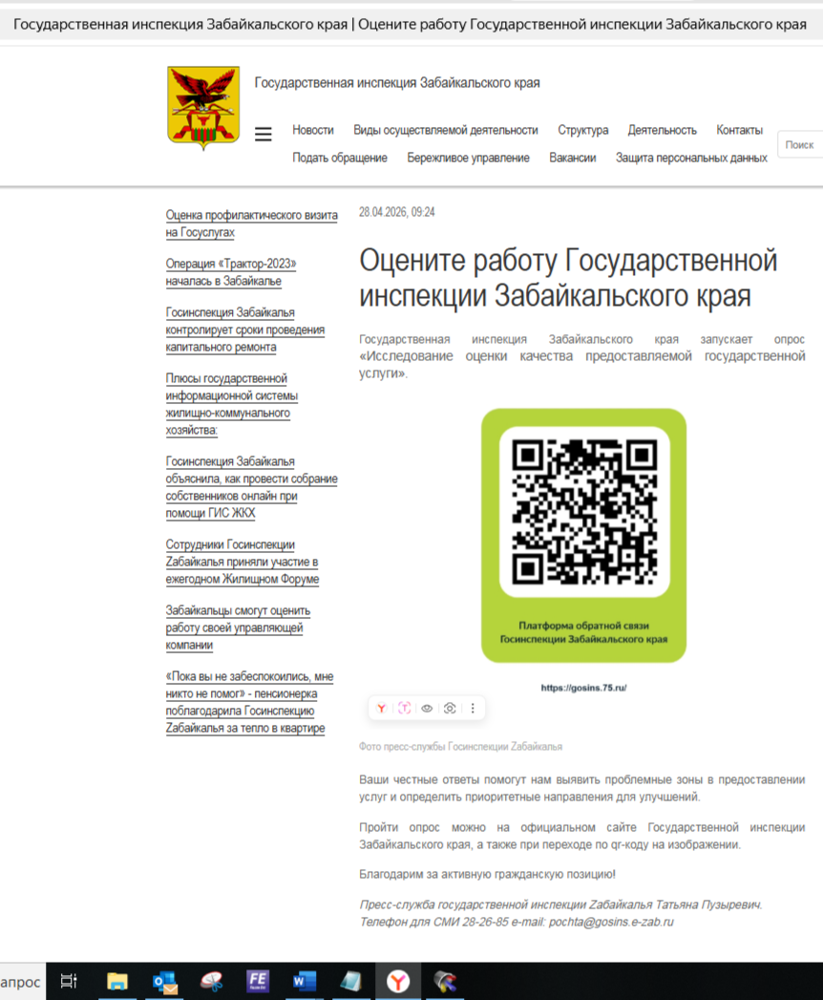 Государственная инспекция Забайкальского края | Оцените работу Государственной инспекции Забайкальского края
Государственная инспекция Забайкальского края
Новости Виды осуществляемой деятельности Структура Деятельность Контакты
Подать обращение Бережливое управление Вакансии Защита персональных данных
Поиск
Оценка профилактического визита
на Госуслугах
Операция «Трактор-2023»
началась в Забайкалье
Госинспекция Забайкалья
контролирует сроки проведения
капитального ремонта
Плюсы государственной
информационной системы
жилищно-коммунального
хозяйства:
Госинспекция Забайкалья
объяснила, как провести собрание
собственников онлайн при
помощи ГИС ЖКХ
Сотрудники Госинспекции
Zабайкалья приняли участие в
ежегодном Жилищном Форуме
Забайкальцы смогут оценить
работу своей управляющей
компании
«Пока вы не забеспокоились, мне
никто не помог» - пенсионерка
поблагодарила Госинспекцию
Zабайкалья за тепло в квартире
28.04.2026, 09:24
Оцените работу Государственной
инспекции Забайкальского края
Государственная инспекция Забайкальского края запускает опрос
«Исследование оценки качества предоставляемой государственной
услуги».
Платформа обратной связи
Госинспекции Забайкальского края
https://gosins.75.ru/
Фото пресс-службы Госинспекции Zабайкалья
Ваши честные ответы помогут нам выявить проблемные зоны в предоставлении
услуг и определить приоритетные направления для улучшений.
Пройти опрос можно на официальном сайте Государственной инспекции
Забайкальского края, а также при переходе по qr-коду на изображении.
Благодарим за активную гражданскую позицию!
Пресс-служба государственной инспекции Zабайкалья Татьяна Пузыревич.
Телефон для СМИ 28-26-85 e-mail: pochta@gosins.e-zab.ru
апрос
FE